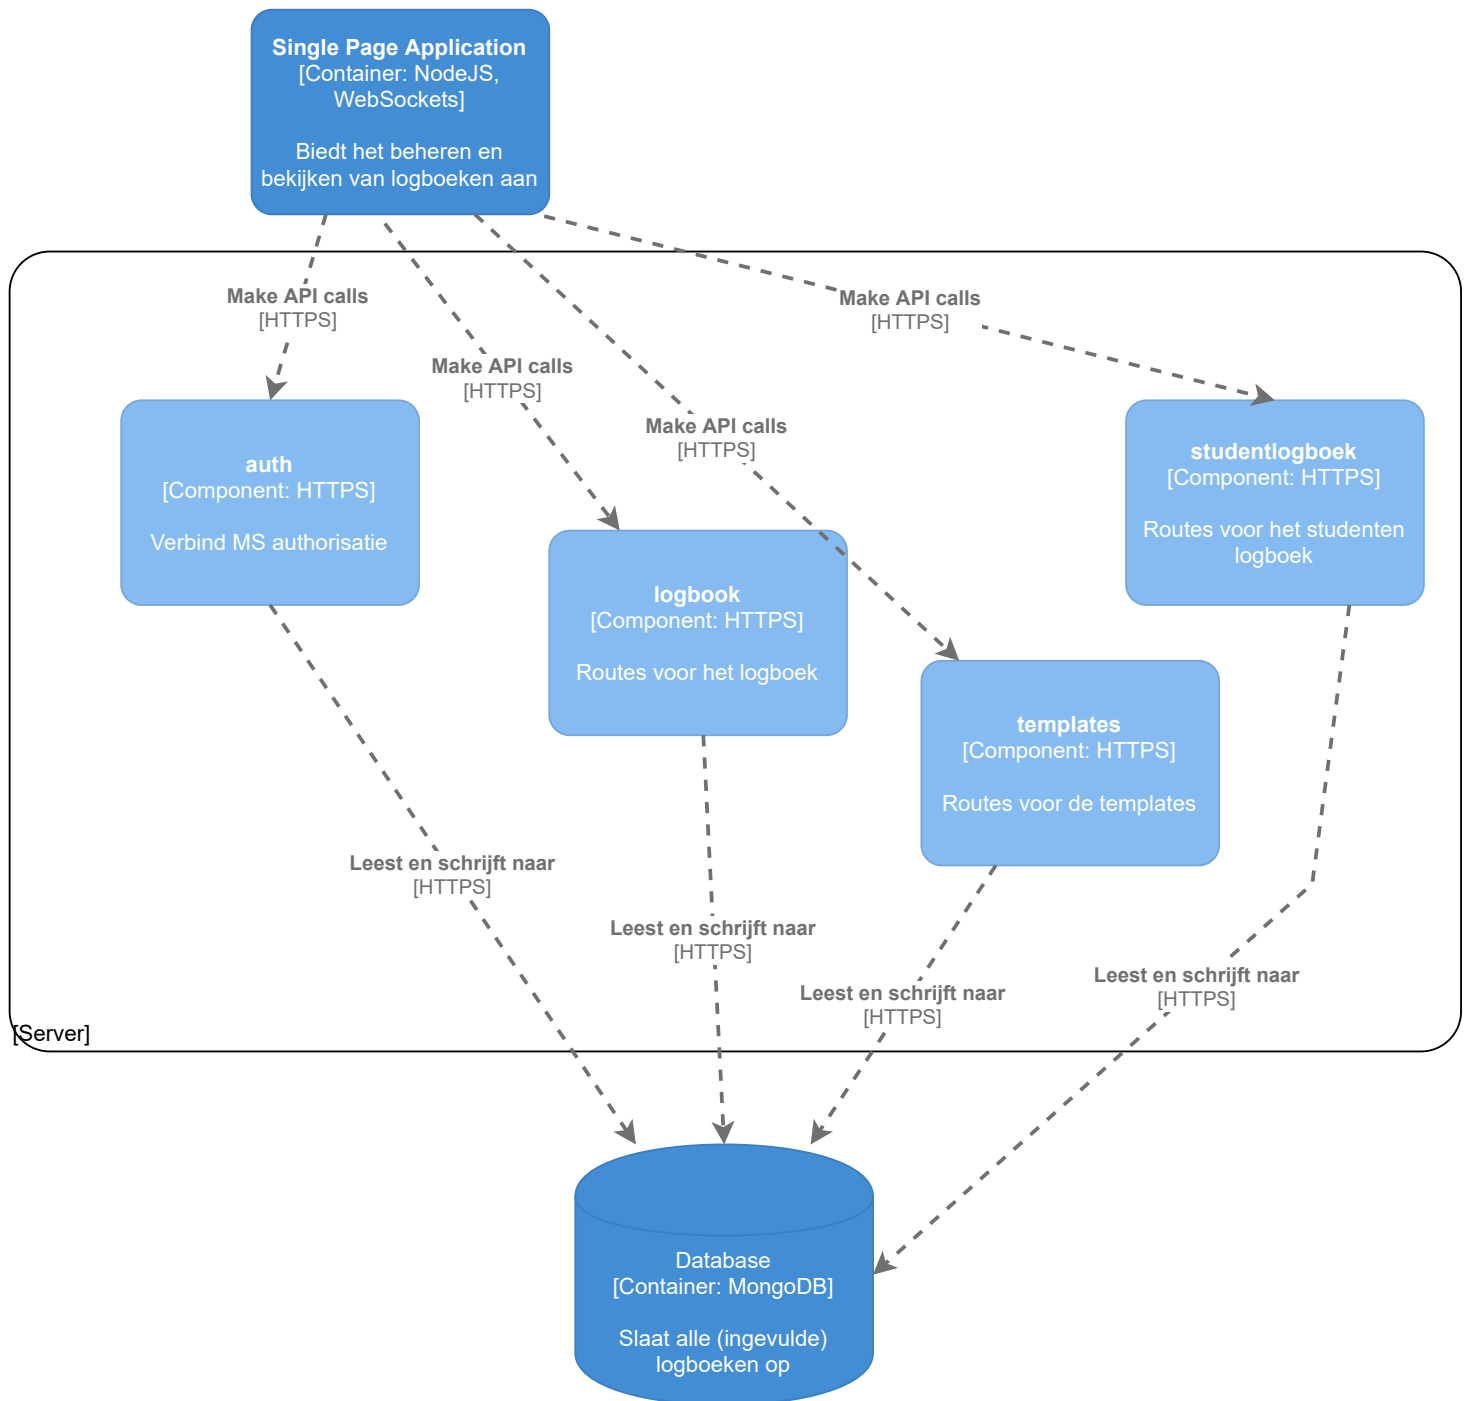 Single Page Application
[Container: NodeJS,
WebSockets]
Biedt het beheren en
bekijken van logboeken aan
Make API calls
[HTTPS]
Make API calls
[HTTPS]
Make API calls
[HTTPS]
Make API calls
[HTTPS]
auth
[Component: HTTPS]
Verbind MS authorisatie
studentlogboek
[Component: HTTPS]
Routes voor het studenten
logboek
logbook
[Component: HTTPS]
Routes voor het logboek
templates
[Component: HTTPS]
Routes voor de templates
Leest en schrijft naar
[HTTPS]
Leest en schrijft naar
[HTTPS]
Leest en schrijft naar
[HTTPS]
Leest en schrijft naar
[HTTPS]
[Server]
Database
[Container: MongoDB]
Slaat alle (ingevulde)
logboeken op